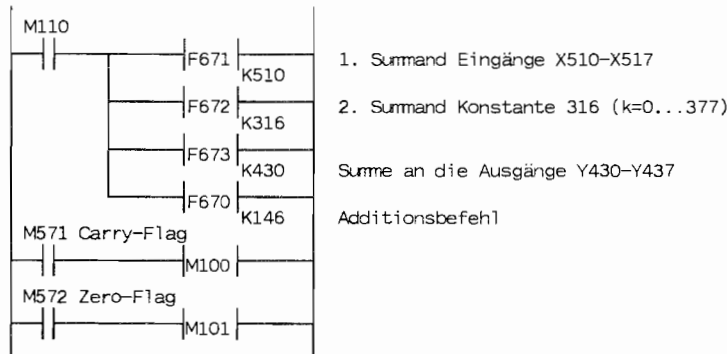 M110
F671 K510 1. Summand Eingänge X510-X517
F672 K316 2. Summand Konstante 316 (k=0...377)
F673 K430 Summe an die Ausgänge Y430-Y437
F670 K146 Additionsbefehl
M571 Carry-Flag
M100
M572 Zero-Flag
M101